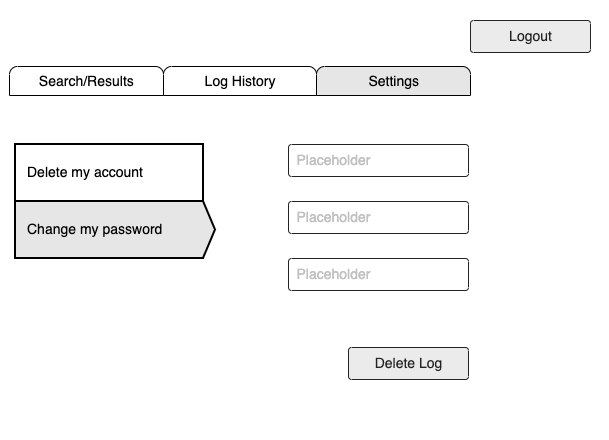 Logout
Search/Results
Log History
Settings
Delete my account
Placeholder
Change my password
Placeholder
Placeholder
Delete Log